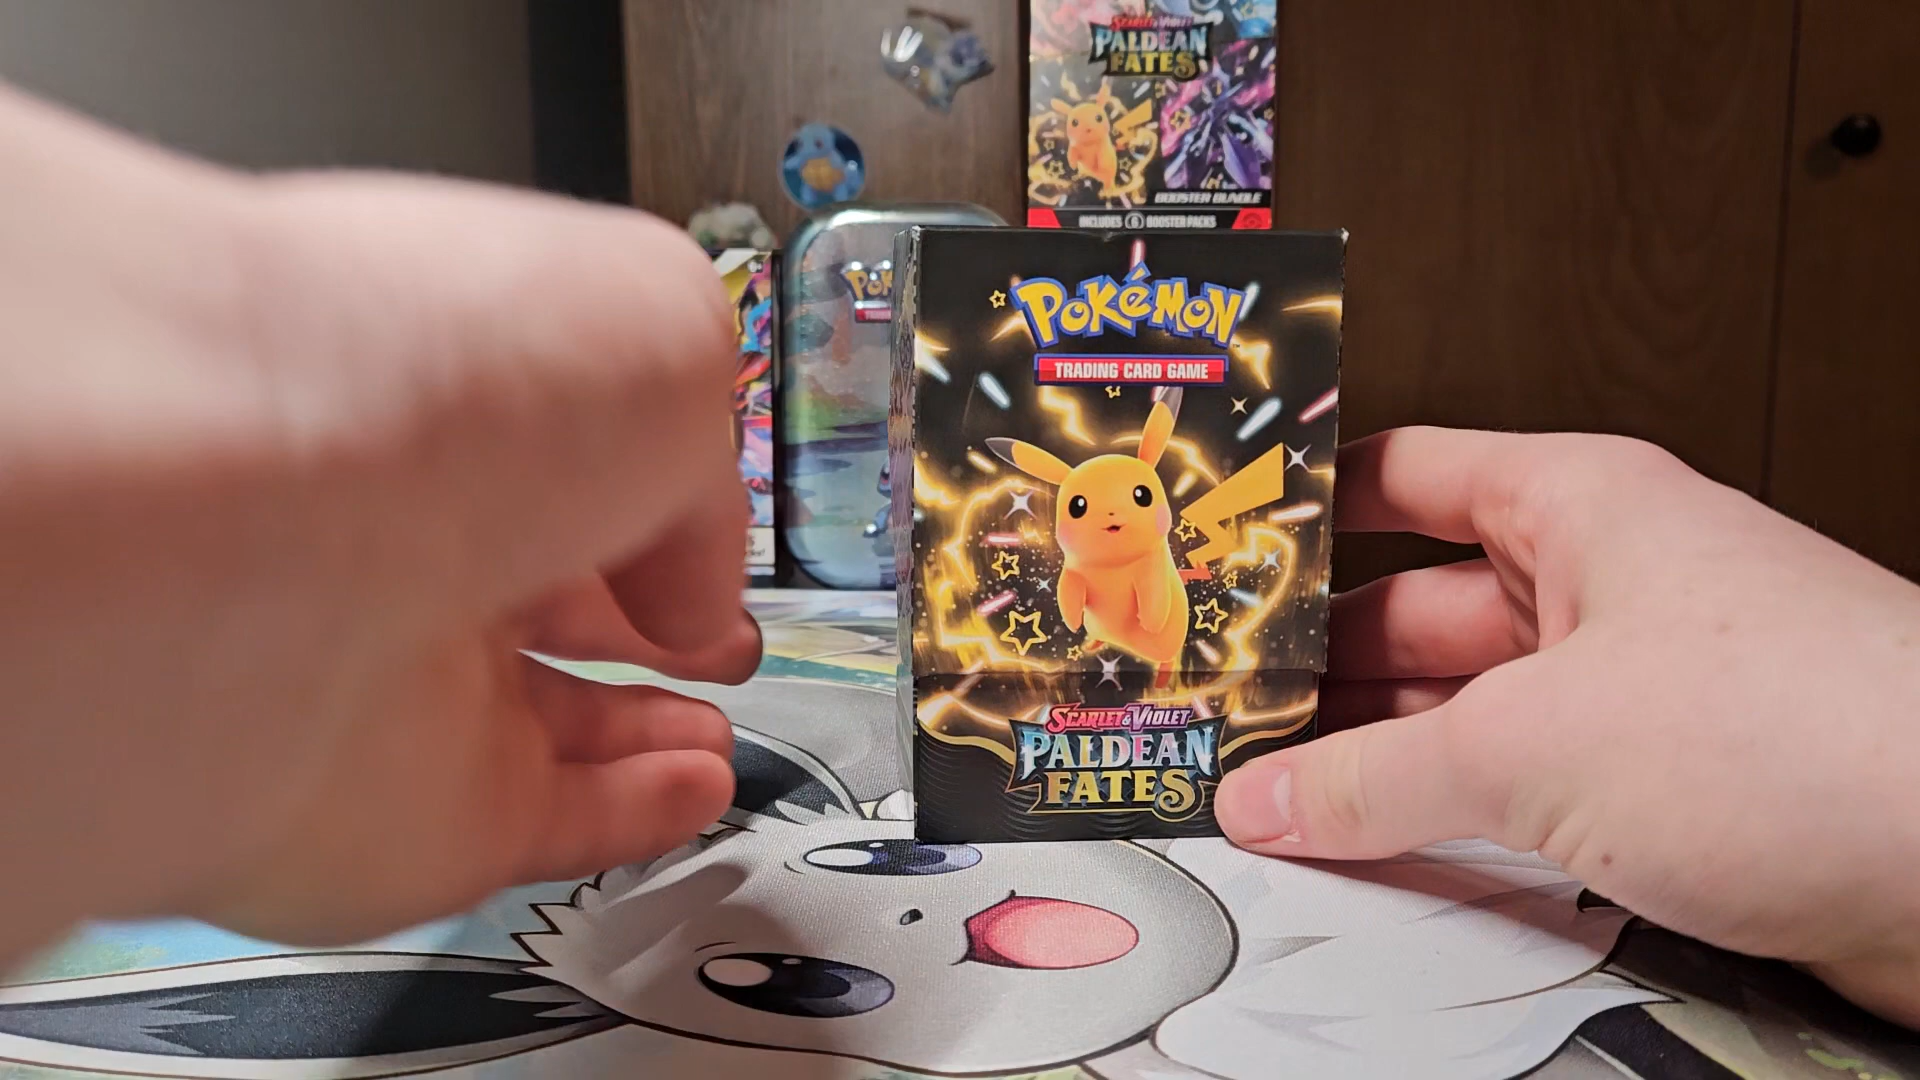 SCARLET & VIOLET
PALDEAN
FATES
BOOSTER BUNDLE
INCLUDES 6 BOOSTER PACKS
POKÉMON
TRADING CARD GAME
SCARLET & VIOLET
PALDEAN
FATES